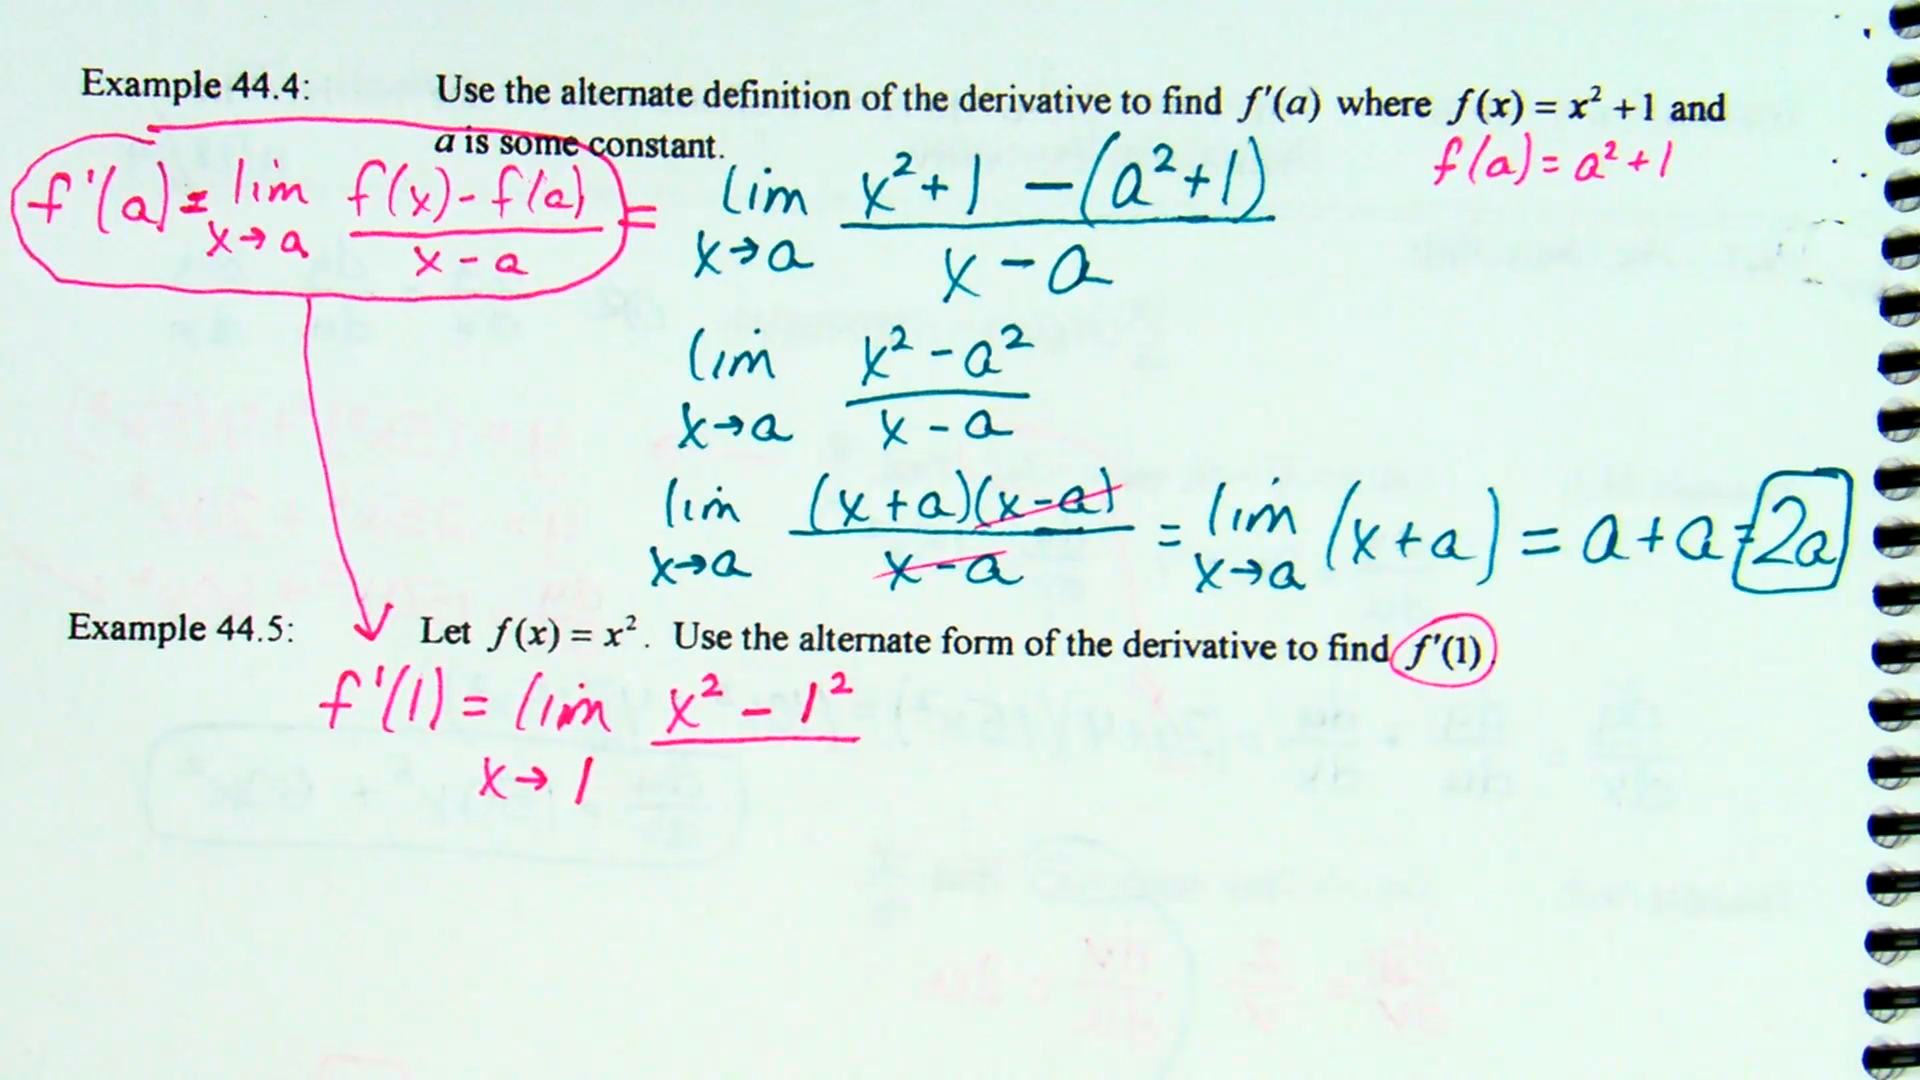 Example 44.4: Use the alternate definition of the derivative to find f'(a) where f(x) = x² + 1 and
a is some constant.
f(a) = a² + 1
f'(a) = lim x→a f(x) - f(a) / x - a = lim x→a x² + 1 - (a² + 1) / x - a
lim x→a x² - a² / x - a
lim x→a (x + a)(x - a) / x - a = lim x→a (x + a) = a + a = 2a
Example 44.5: Let f(x) = x². Use the alternate form of the derivative to find f'(1).
f'(1) = lim x→1 x² - 1²